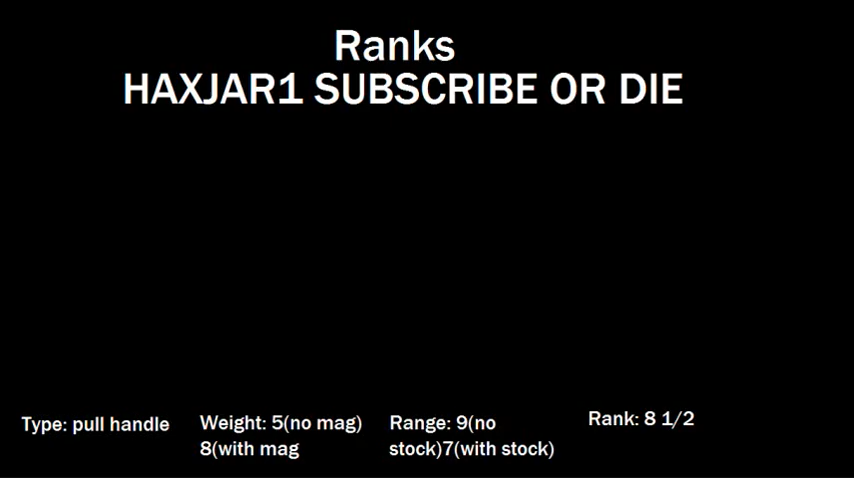 Ranks
HAXJAR1 SUBSCRIBE OR DIE
Type: pull handle
Weight: 5(no mag)
8(with mag
Range: 9(no
stock)7(with stock)
Rank: 8 1/2